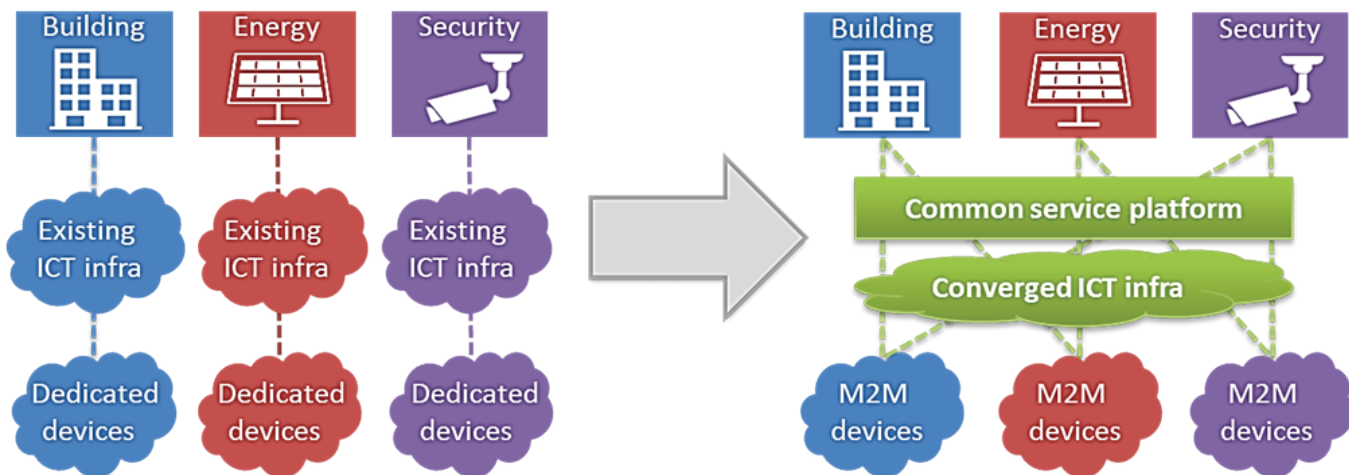 Building
Energy
Security
Existing
ICT infra
Existing
ICT infra
Existing
ICT infra
Dedicated
devices
Dedicated
devices
Dedicated
devices
Building
Energy
Security
Common service platform
Converged ICT infra
M2M
devices
M2M
devices
M2M
devices